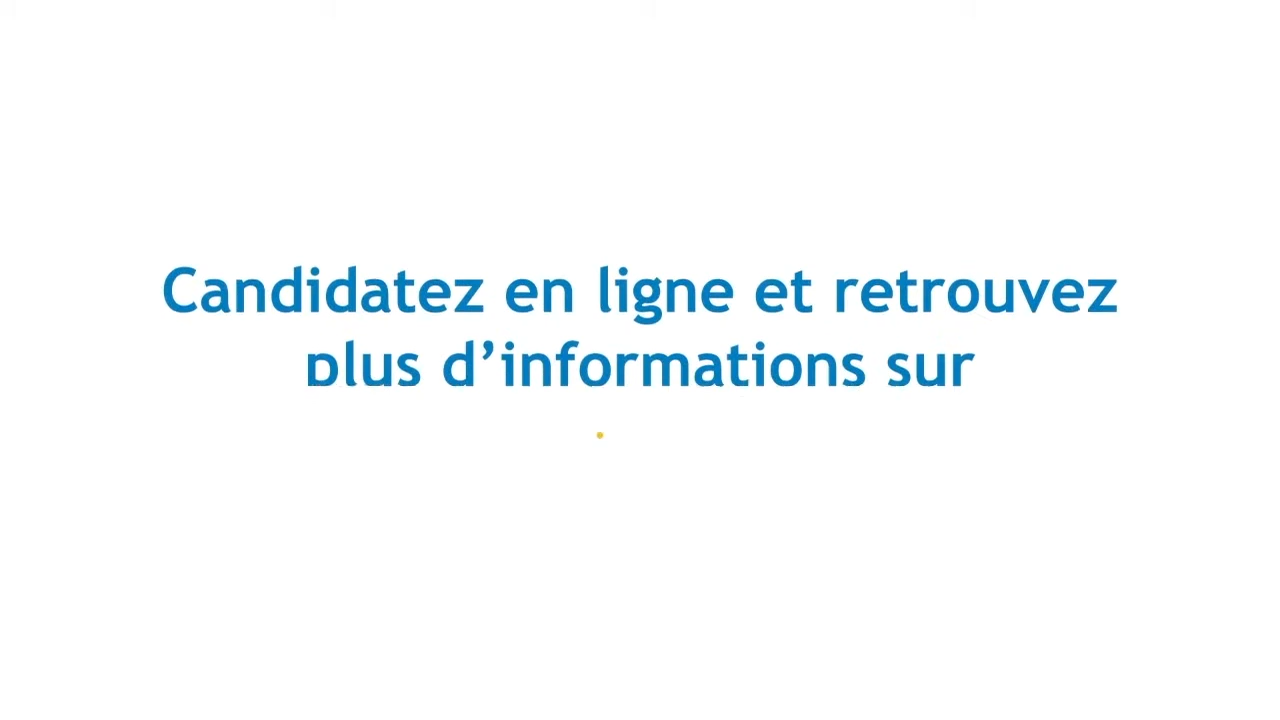 Candidatez en ligne et retrouvez
plus d’informations sur